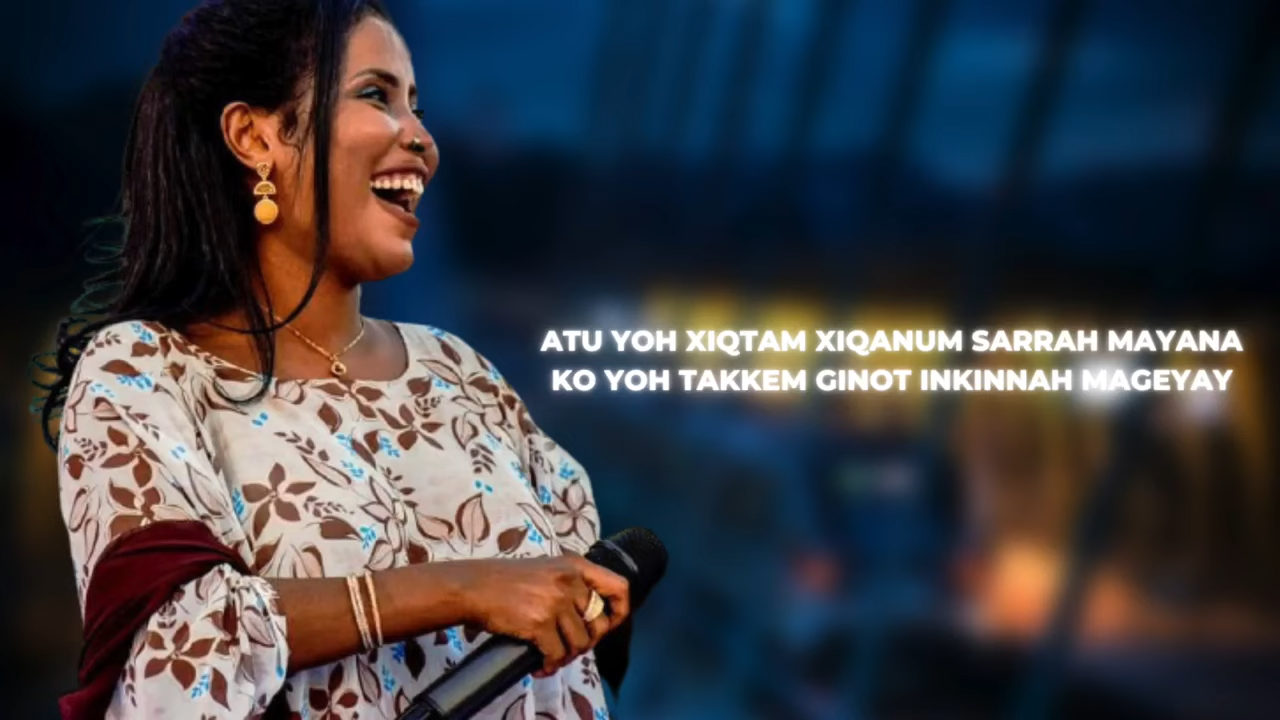 ATU YOH XIQTAM XIQANUM SARRAH MAYANA
KO YOH TAKKEM GINOT INKINNAH MAGEYAY